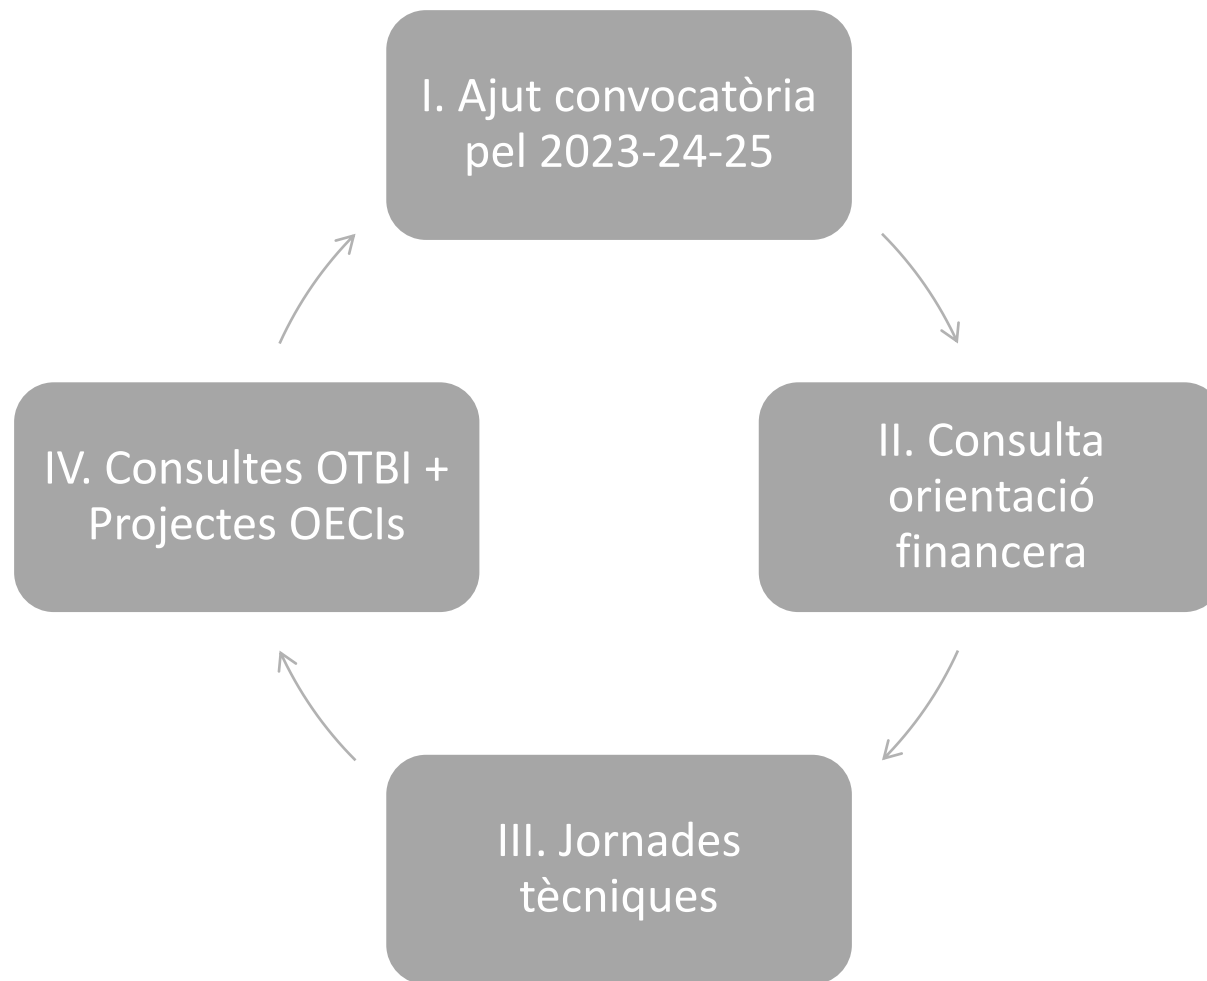 I. Ajut convocatòria
pel 2023-24-25
II. Consulta
orientació
financera
III. Jornades
tècniques
IV. Consultes OTBI +
Projectes OECIs